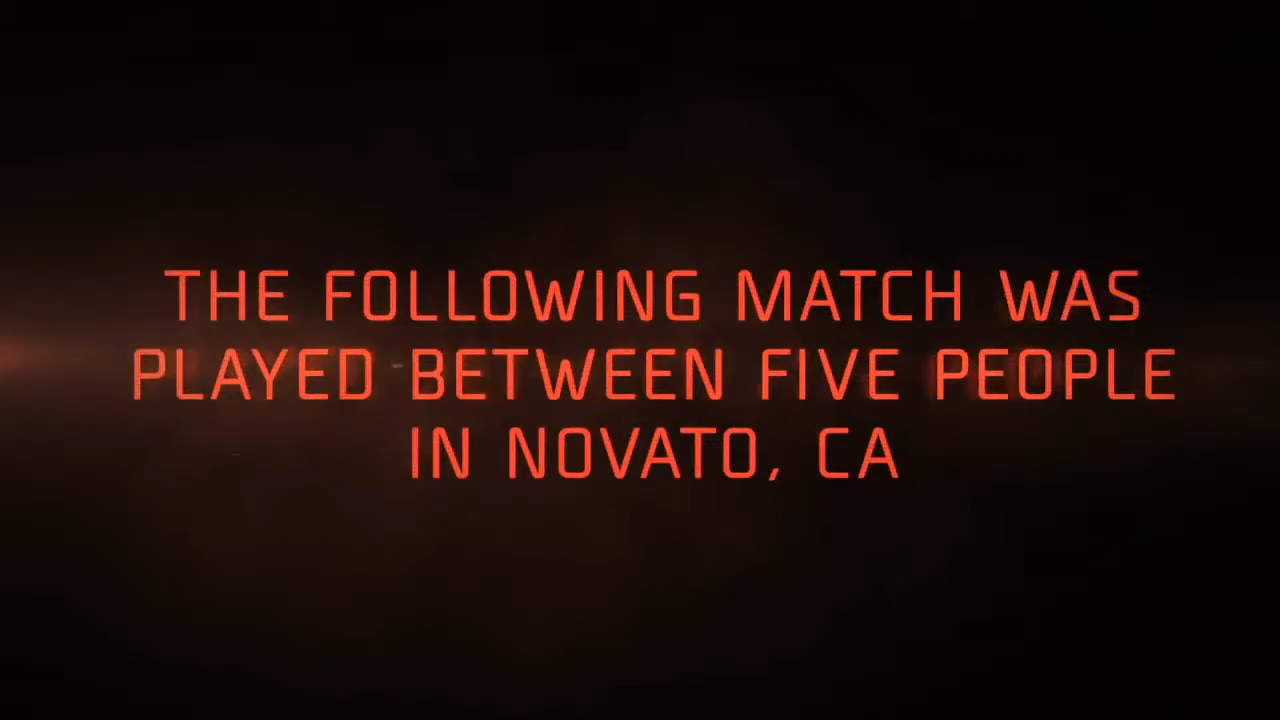 THE FOLLOWING MATCH WAS
PLAYED BETWEEN FIVE PEOPLE
IN NOVATO, CA